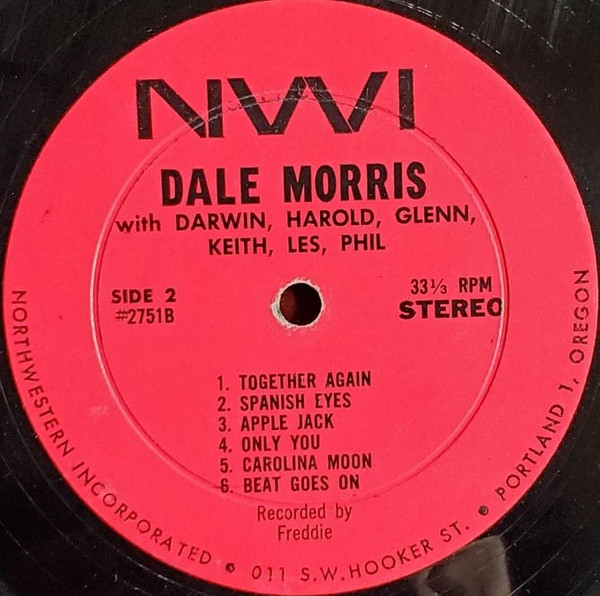 NWI
DALE MORRIS
with DARWIN, HAROLD, GLENN,
KEITH, LES, PHIL
SIDE 2
#2751B
33⅓ RPM
STEREO
1. TOGETHER AGAIN
2. SPANISH EYES
3. APPLE JACK
4. ONLY YOU
5. CAROLINA MOON
6. BEAT GOES ON
Recorded by
Freddie
NORTHWESTERN INCORPORATED • 011 S.W. HOOKER ST. • PORTLAND 1, OREGON